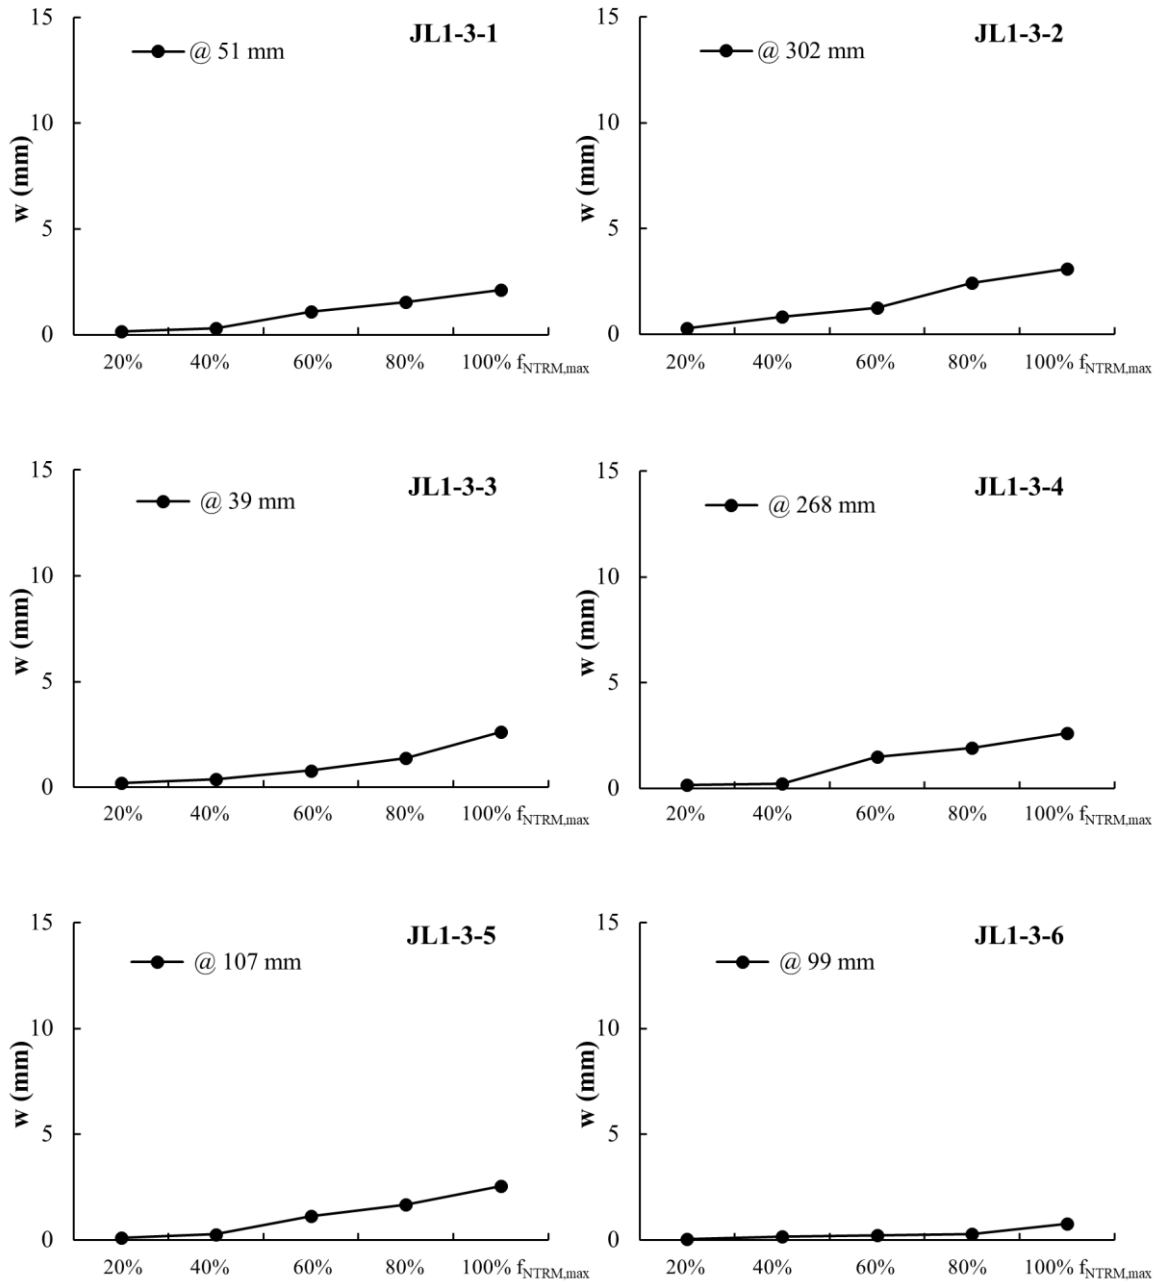 JL1-3-1
@ 51 mm
15
10
5
0
w (mm)
20% 40% 60% 80% 100% fNTRM,max
JL1-3-2
@ 302 mm
15
10
5
0
w (mm)
20% 40% 60% 80% 100% fNTRM,max
JL1-3-3
@ 39 mm
15
10
5
0
w (mm)
20% 40% 60% 80% 100% fNTRM,max
JL1-3-4
@ 268 mm
15
10
5
0
w (mm)
20% 40% 60% 80% 100% fNTRM,max
JL1-3-5
@ 107 mm
15
10
5
0
w (mm)
20% 40% 60% 80% 100% fNTRM,max
JL1-3-6
@ 99 mm
15
10
5
0
w (mm)
20% 40% 60% 80% 100% fNTRM,max